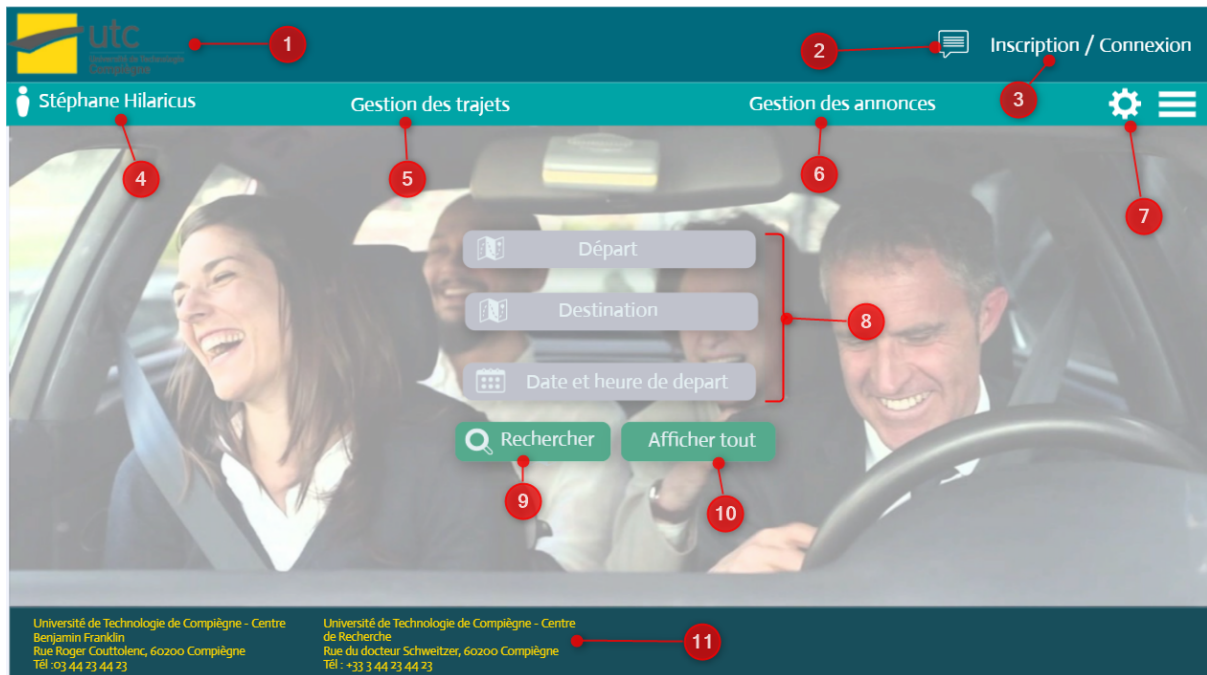 utc
Université de Technologie
Compiègne
1
2
Inscription / Connexion
3
Stéphane Hilaricus
Gestion des trajets
Gestion des annonces
4
5
6
7
Départ
Destination
8
Date et heure de depart
Rechercher
Afficher tout
9
10
Université de Technologie de Compiègne - Centre
Benjamin Franklin
Rue Roger Couttolenc, 60200 Compiègne
Tél :03 44 23 44 23
Université de Technologie de Compiègne - Centre
de Recherche
Rue du docteur Schweitzer, 60200 Compiègne
Tél : +33 3 44 23 44 23
11